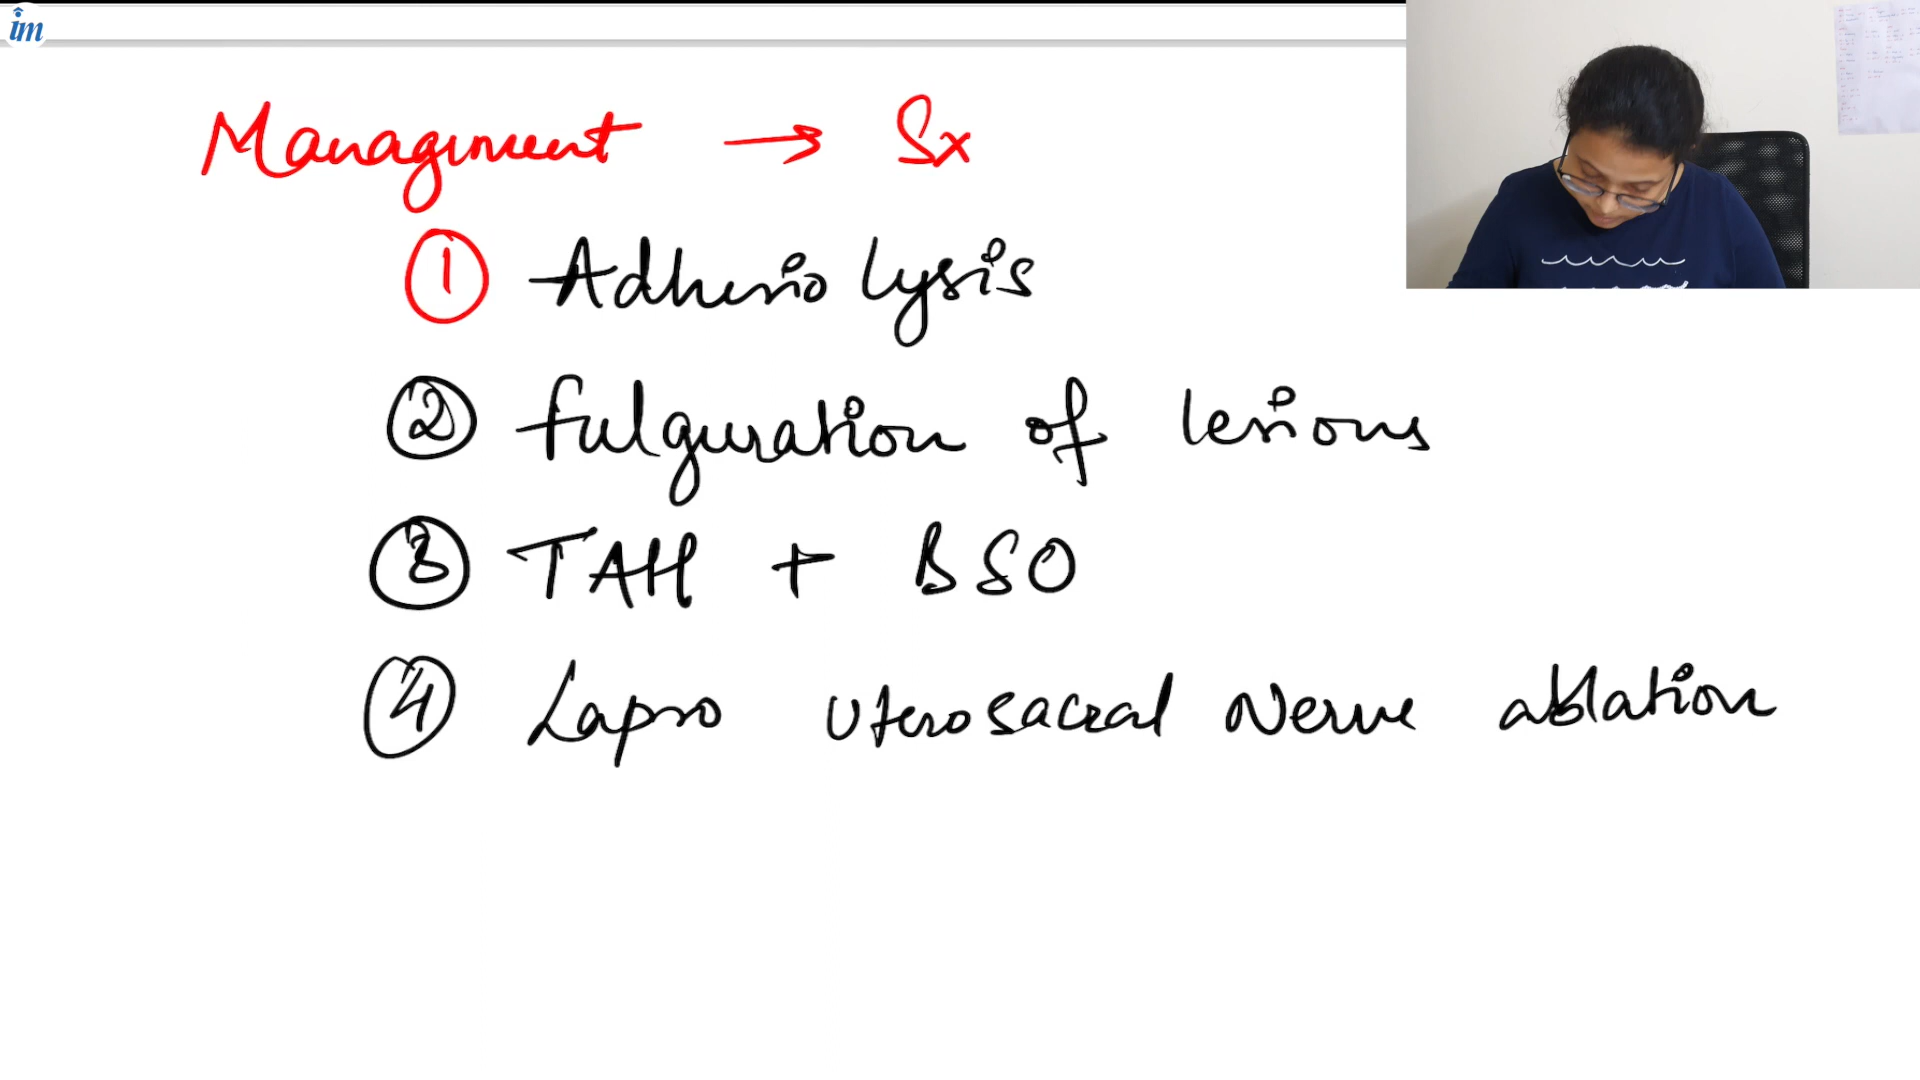 im
Management → Sx
① Adhesiolysis
② fulguration of lesions
③ TAH + BSO
④ Lapro uterosacral Nerve ablation